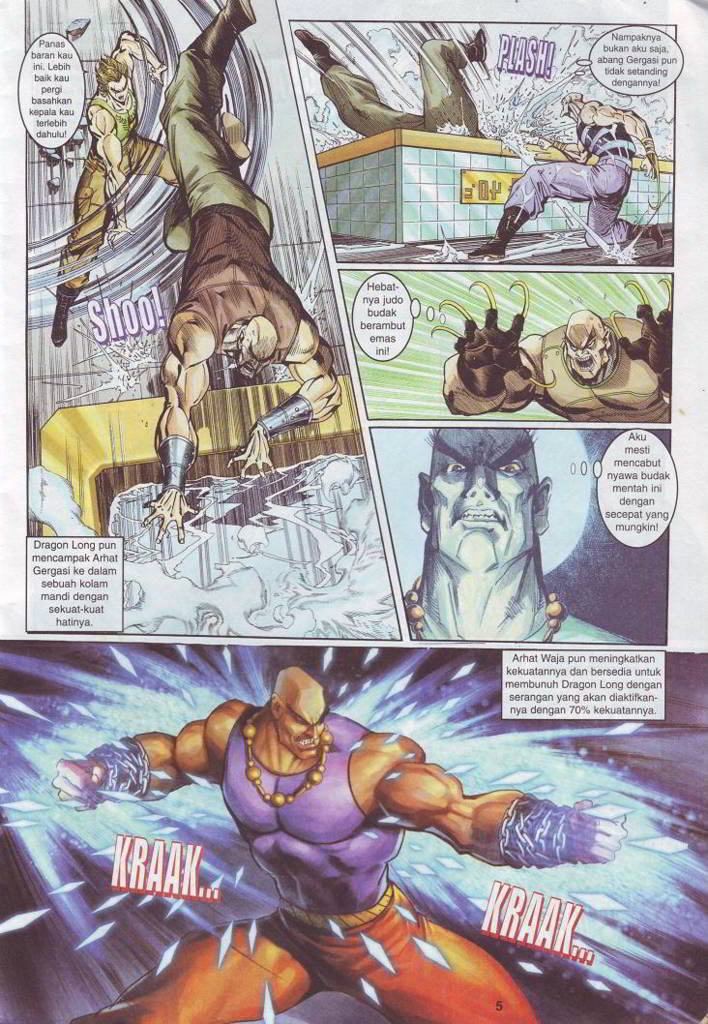 Panas
baran kau
ini. Lebih
baik kau
pergi
basahkan
kepala kau
terlebih
dahulu!
Shoo!
Dragon Long pun
mencampak Arhat
Gergasi ke dalam
sebuah kolam
mandi dengan
sekuat-kuat
hatinya.
PLASH!
Nampaknya
bukan aku saja,
abang Gergasi pun
tidak setanding
dengannya!
Hebat-
nya judo
budak
berambut
emas
ini!
Aku
mesti
mencabut
nyawa budak
mentah ini
dengan
secepat yang
mungkin!
Arhat Waja pun meningkatkan
kekuatannya dan bersedia untuk
membunuh Dragon Long dengan
serangan yang akan diaktifkan-
nya dengan 70% kekuatannya.
KRAAK...
KRAAK...
5